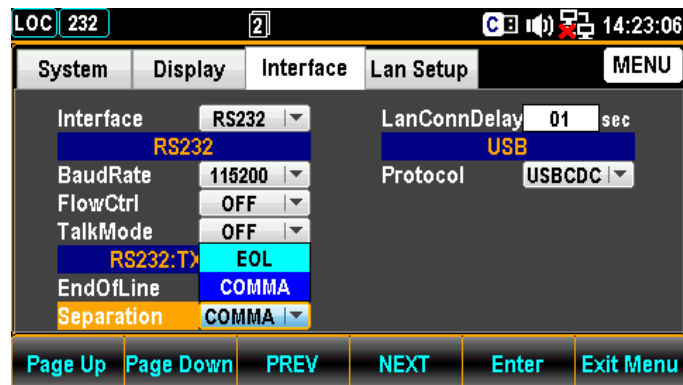 LOC 232 2 C 14:23:06
System Display Interface Lan Setup MENU
Interface RS232 LanConnDelay 01 sec
RS232 USB
BaudRate 115200 Protocol USBCDC
FlowCtrl OFF
TalkMode OFF
RS232:TX EOL
EndOfLine COMMA
Separation COMMA
Page Up Page Down PREV NEXT Enter Exit Menu